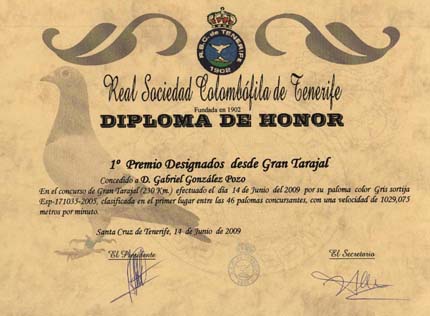 R.S.C. de TENERIFE
1902
Real Sociedad Colombófila de Tenerife
Fundada en 1902
DIPLOMA DE HONOR
1º Premio Designados desde Gran Tarajal
Concedido a D. Gabriel González Pozo
En el concurso de Gran Tarajal (230 Km.) efectuado el día 14 de Junio del 2009 por su paloma color Gris sortija
Esp-171035-2005, clasificada en el primer lugar entre las 46 palomas concursantes, con una velocidad de 1029,075
metros por minuto.
Santa Cruz de Tenerife, 14 de Junio de 2009
El Presidente
El Secretario